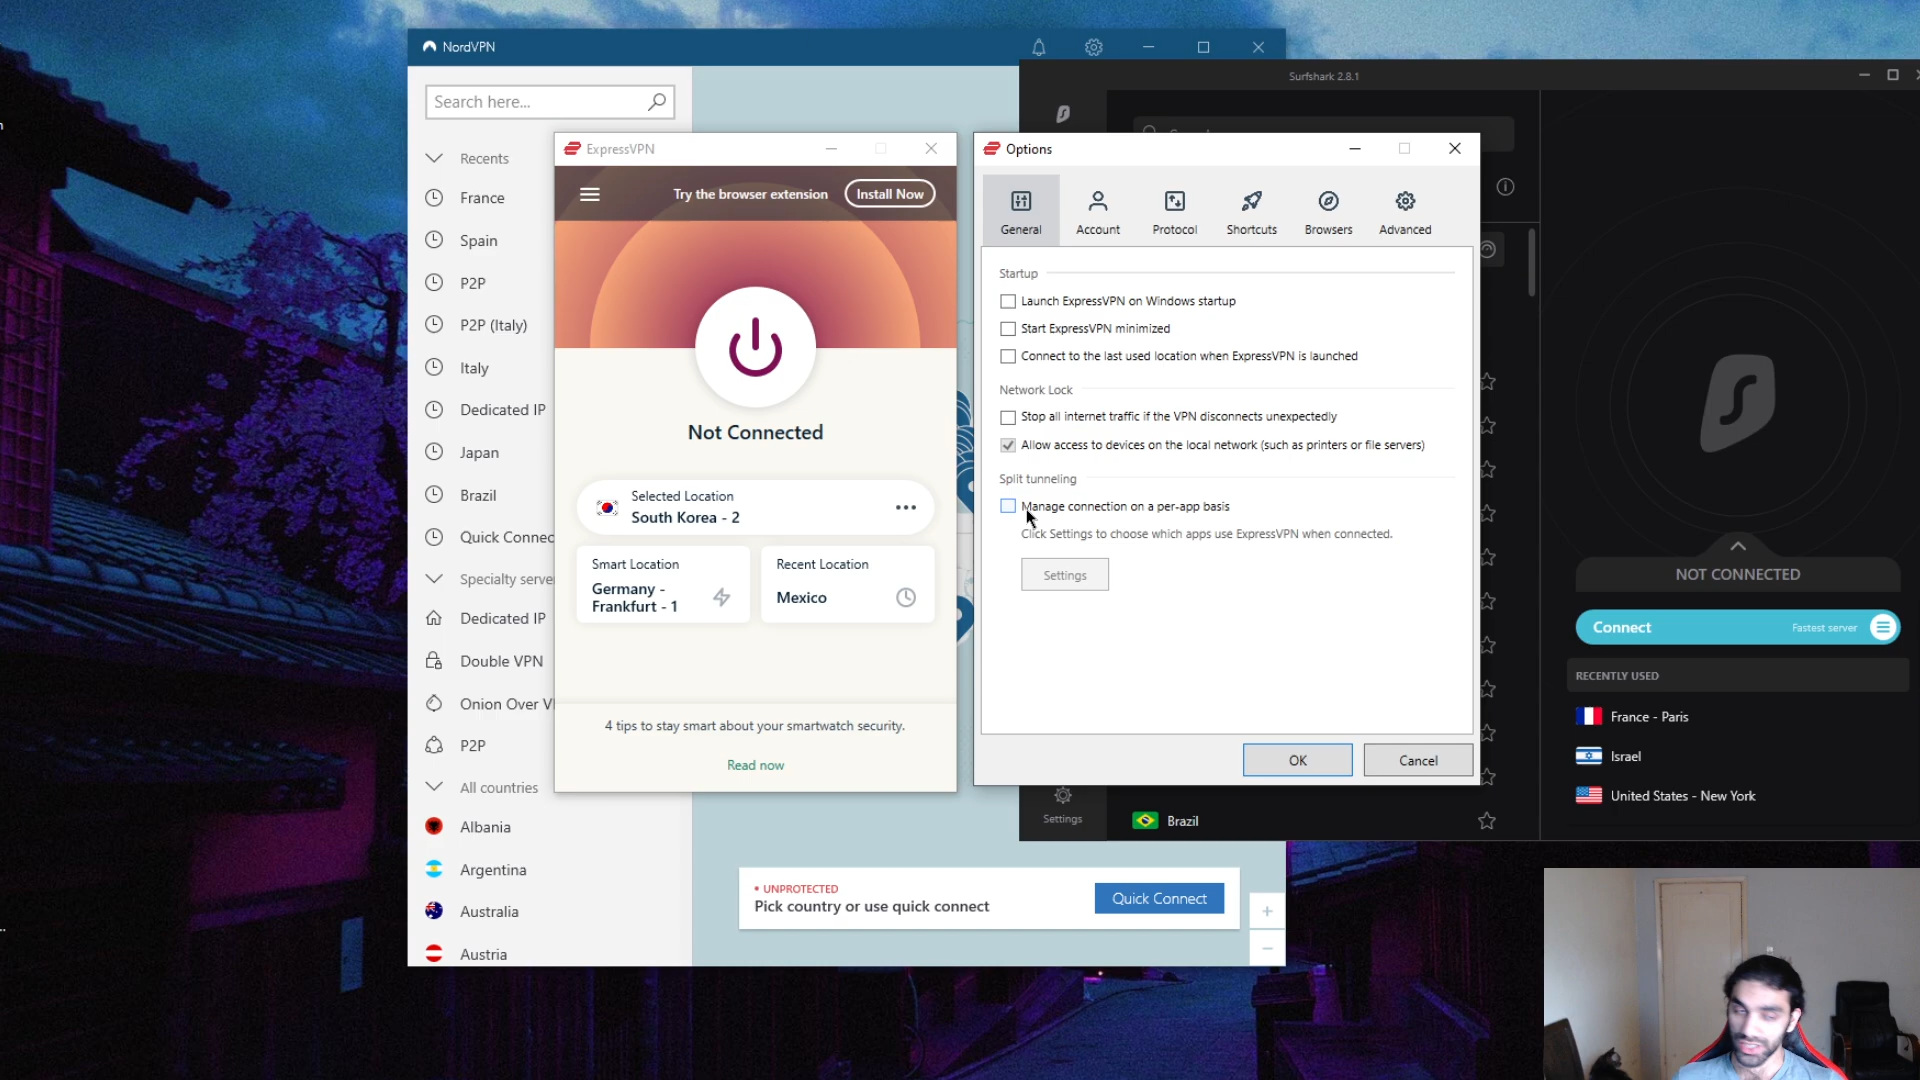 NordVPN
Search here...
Recents
France
Spain
P2P
P2P (Italy)
Italy
Dedicated IP
Japan
Brazil
Quick Connec
Specialty serve
Dedicated IP
Double VPN
Onion Over V
P2P
All countries
Albania
Argentina
Australia
Austria
• UNPROTECTED
Pick country or use quick connect
Quick Connect
+
−
ExpressVPN
Try the browser extension
Install Now
Not Connected
Selected Location
South Korea - 2
Smart Location
Germany -
Frankfurt - 1
Recent Location
Mexico
4 tips to stay smart about your smartwatch security.
Read now
Options
General
Account
Protocol
Shortcuts
Browsers
Advanced
Startup
Launch ExpressVPN on Windows startup
Start ExpressVPN minimized
Connect to the last used location when ExpressVPN is launched
Network Lock
Stop all internet traffic if the VPN disconnects unexpectedly
Allow access to devices on the local network (such as printers or file servers)
Split tunneling
Manage connection on a per-app basis
Click Settings to choose which apps use ExpressVPN when connected.
Settings
OK
Cancel
Surfshark 2.8.1
Settings
Brazil
NOT CONNECTED
Connect
Fastest server
RECENTLY USED
France - Paris
Israel
United States - New York